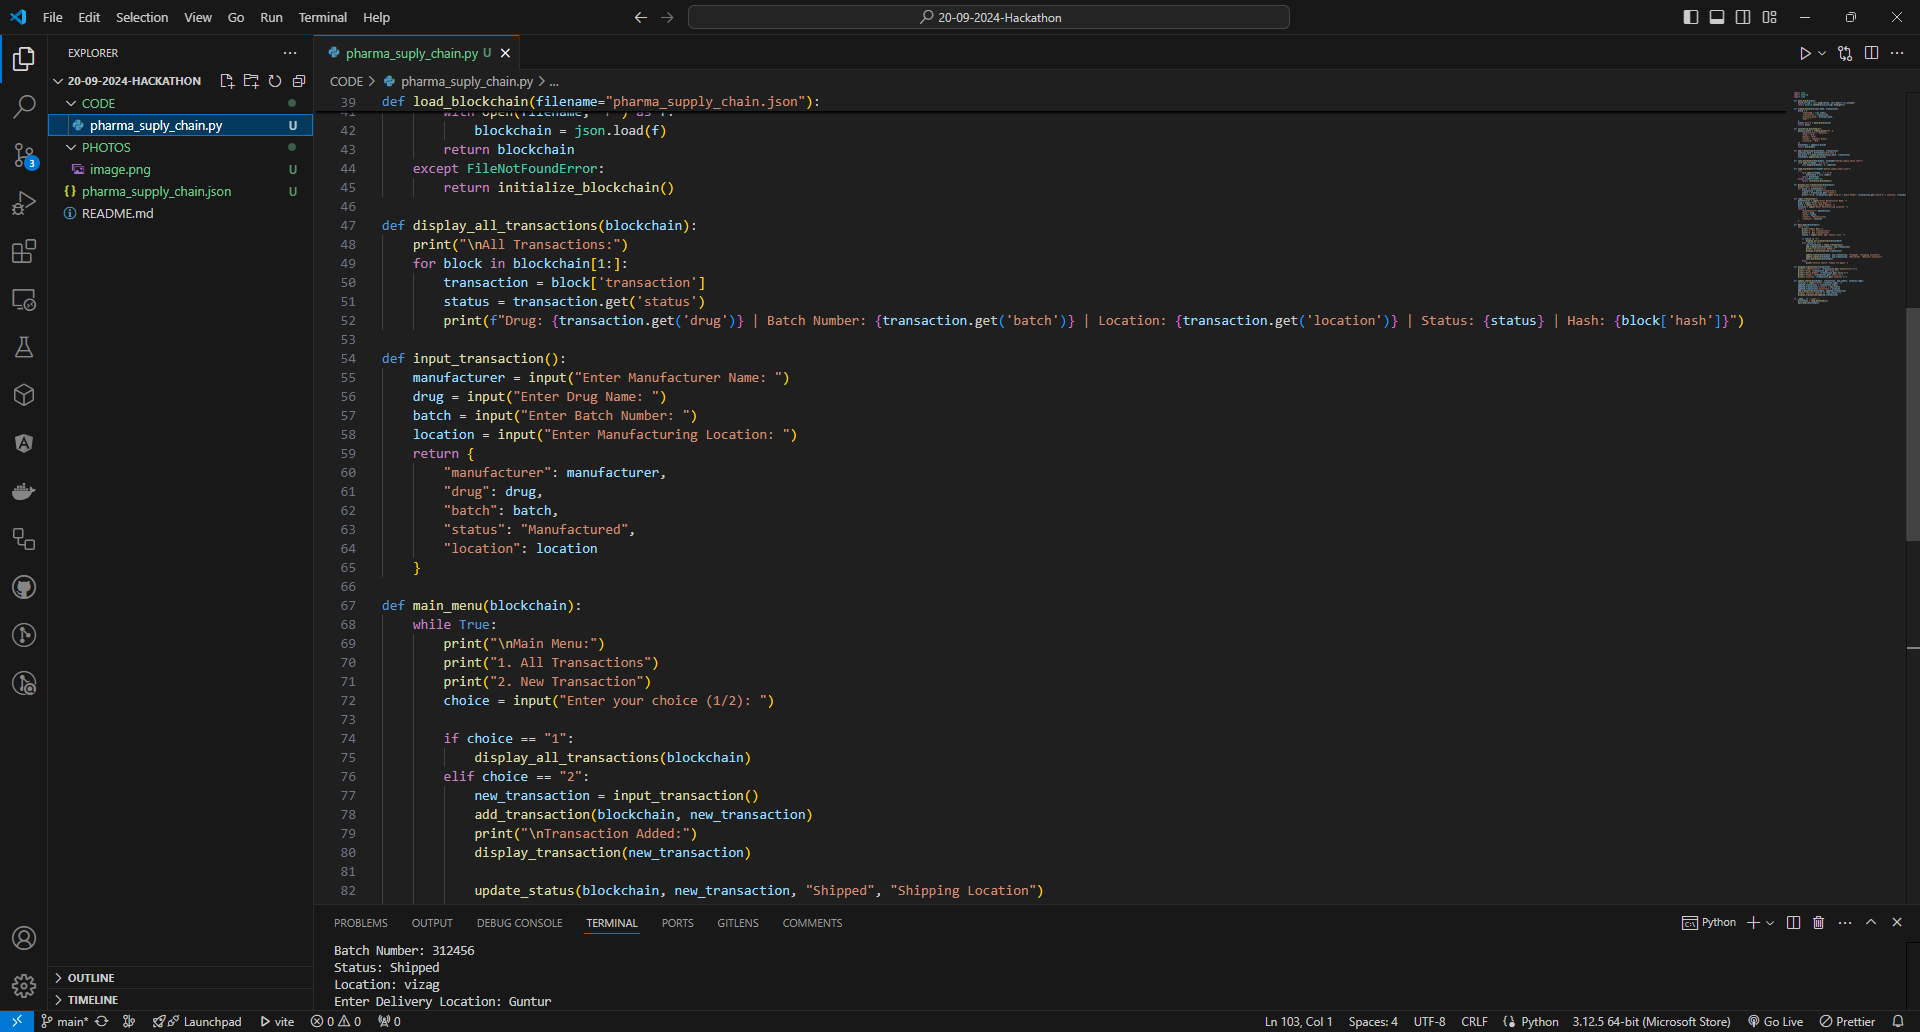 File Edit Selection View Go Run Terminal Help
20-09-2024-Hackathon
EXPLORER
20-09-2024-HACKATHON
CODE
pharma_suply_chain.py U
PHOTOS
image.png U
pharma_supply_chain.json U
README.md
OUTLINE
TIMELINE
3
pharma_suply_chain.py U
CODE > pharma_suply_chain.py > ...
39 def load_blockchain(filename="pharma_supply_chain.json"):
42 blockchain = json.load(f)
43 return blockchain
44 except FileNotFoundError:
45 return initialize_blockchain()
46
47 def display_all_transactions(blockchain):
48 print("\nAll Transactions:")
49 for block in blockchain[1:]:
50 transaction = block['transaction']
51 status = transaction.get('status')
52 print(f"Drug: {transaction.get('drug')} | Batch Number: {transaction.get('batch')} | Location: {transaction.get('location')} | Status: {status} | Hash: {block['hash']}")
53
54 def input_transaction():
55 manufacturer = input("Enter Manufacturer Name: ")
56 drug = input("Enter Drug Name: ")
57 batch = input("Enter Batch Number: ")
58 location = input("Enter Manufacturing Location: ")
59 return {
60 "manufacturer": manufacturer,
61 "drug": drug,
62 "batch": batch,
63 "status": "Manufactured",
64 "location": location
65 }
66
67 def main_menu(blockchain):
68 while True:
69 print("\nMain Menu:")
70 print("1. All Transactions")
71 print("2. New Transaction")
72 choice = input("Enter your choice (1/2): ")
73
74 if choice == "1":
75 display_all_transactions(blockchain)
76 elif choice == "2":
77 new_transaction = input_transaction()
78 add_transaction(blockchain, new_transaction)
79 print("\nTransaction Added:")
80 display_transaction(new_transaction)
81
82 update_status(blockchain, new_transaction, "Shipped", "Shipping Location")
PROBLEMS OUTPUT DEBUG CONSOLE TERMINAL PORTS GITLENS COMMENTS
Python
Batch Number: 312456
Status: Shipped
Location: vizag
Enter Delivery Location: Guntur
main* Launchpad vite 0 0 0
Ln 103, Col 1 Spaces: 4 UTF-8 CRLF Python 3.12.5 64-bit (Microsoft Store) Go Live Prettier